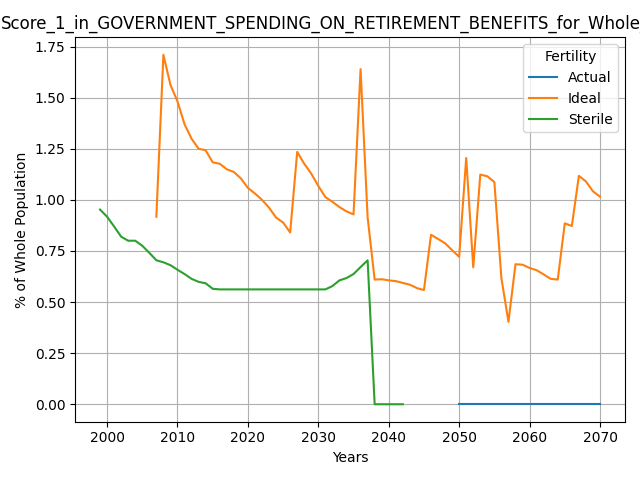 Score_1_in_GOVERNMENT_SPENDING_ON_RETIREMENT_BENEFITS_for_Whole
Fertility
Actual
Ideal
Sterile
% of Whole Population
1.75
1.50
1.25
1.00
0.75
0.50
0.25
0.00
2000 2010 2020 2030 2040 2050 2060 2070
Years